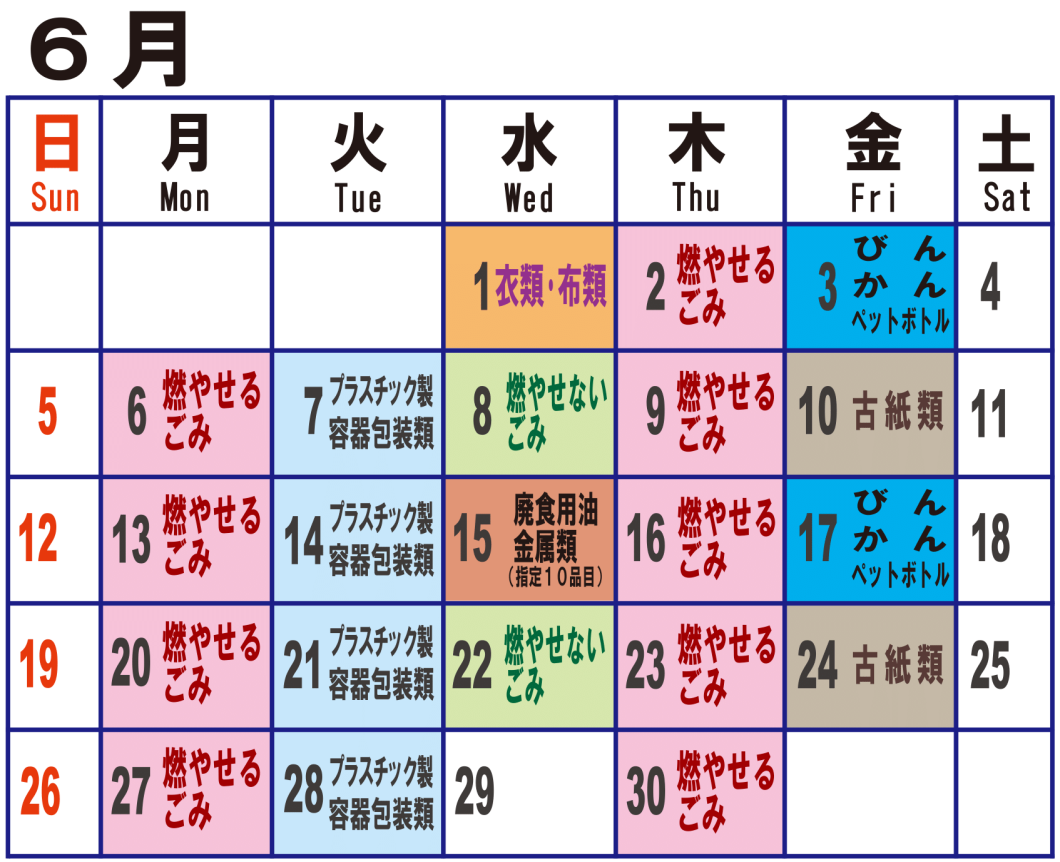 6月
日 月 火 水 木 金 土
Sun Mon Tue Wed Thu Fri Sat
1 衣類・布類
2 燃やせる
ごみ
3 びん
かん
ペットボトル
4
5
6 燃やせる
ごみ
7 プラスチック製
容器包装類
8 燃やせない
ごみ
9 燃やせる
ごみ
10 古紙類
11
12
13 燃やせる
ごみ
14 プラスチック製
容器包装類
15 廃食用油
金属類
（指定１０品目）
16 燃やせる
ごみ
17 びん
かん
ペットボトル
18
19
20 燃やせる
ごみ
21 プラスチック製
容器包装類
22 燃やせない
ごみ
23 燃やせる
ごみ
24 古紙類
25
26
27 燃やせる
ごみ
28 プラスチック製
容器包装類
29
30 燃やせる
ごみ